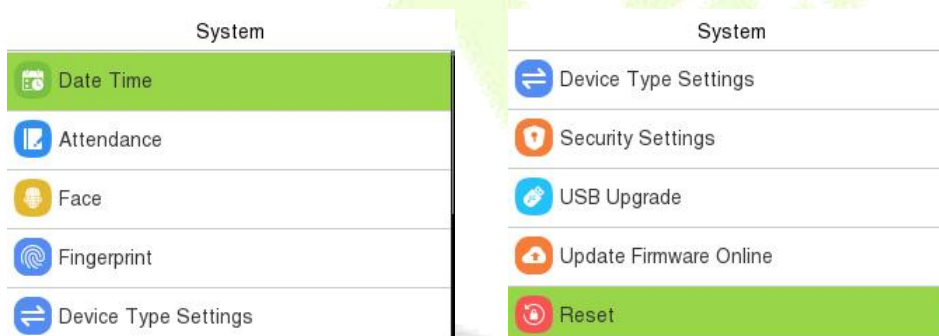 System
Date Time
Attendance
Face
Fingerprint
Device Type Settings
System
Device Type Settings
Security Settings
USB Upgrade
Update Firmware Online
Reset